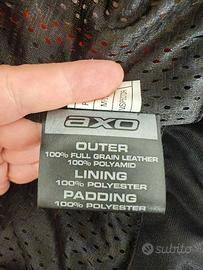 axo
OUTER
100% FULL GRAIN LEATHER
100% POLYAMID
LINING
100% POLYESTER
PADDING
100% POLYESTER
subito